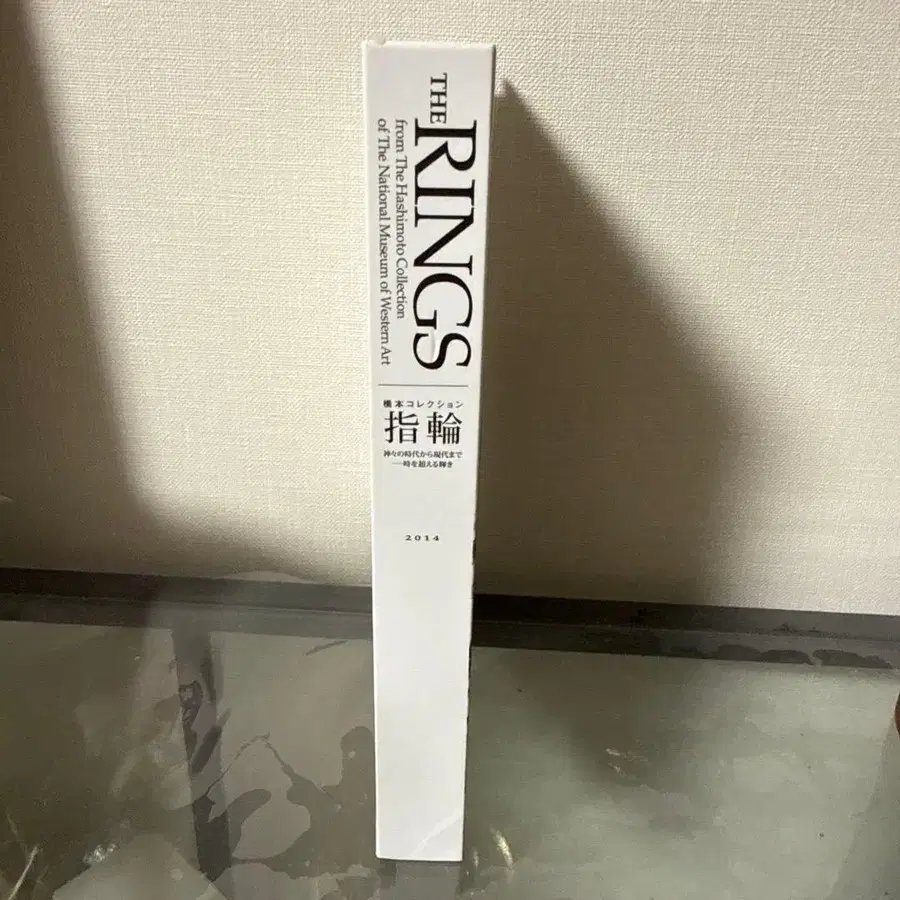 THE
RINGS
from The Hashimoto Collection
of The National Museum of Western Art
橋本コレクション
指輪
神々の時代から現代まで
―時を超える輝き
2014